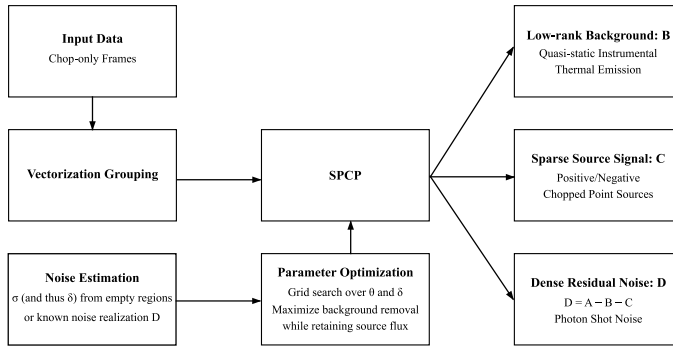 Input Data
Chop-only Frames
Vectorization Grouping
Noise Estimation
σ (and thus δ) from empty regions
or known noise realization D
SPCP
Parameter Optimization
Grid search over θ and δ
Maximize background removal
while retaining source flux
Low-rank Background: B
Quasi-static Instrumental
Thermal Emission
Sparse Source Signal: C
Positive/Negative
Chopped Point Sources
Dense Residual Noise: D
D = A − B − C
Photon Shot Noise